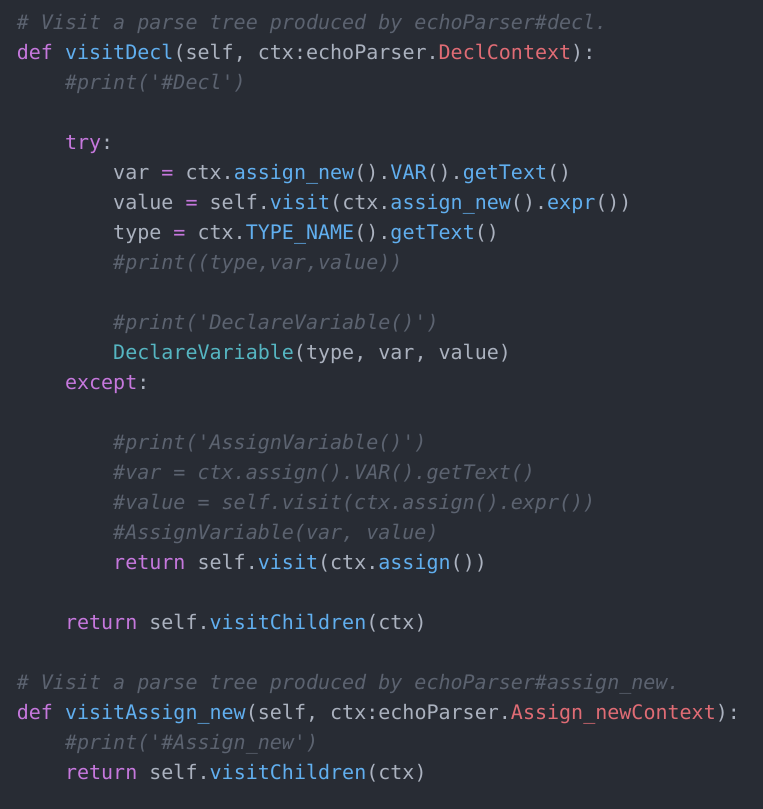 # Visit a parse tree produced by echoParser#decl.
def visitDecl(self, ctx:echoParser.DeclContext):
    #print('#Decl')

    try:
        var = ctx.assign_new().VAR().getText()
        value = self.visit(ctx.assign_new().expr())
        type = ctx.TYPE_NAME().getText()
        #print((type,var,value))

        #print('DeclareVariable()')
        DeclareVariable(type, var, value)
    except:

        #print('AssignVariable()')
        #var = ctx.assign().VAR().getText()
        #value = self.visit(ctx.assign().expr())
        #AssignVariable(var, value)
        return self.visit(ctx.assign())

    return self.visitChildren(ctx)

# Visit a parse tree produced by echoParser#assign_new.
def visitAssign_new(self, ctx:echoParser.Assign_newContext):
    #print('#Assign_new')
    return self.visitChildren(ctx)